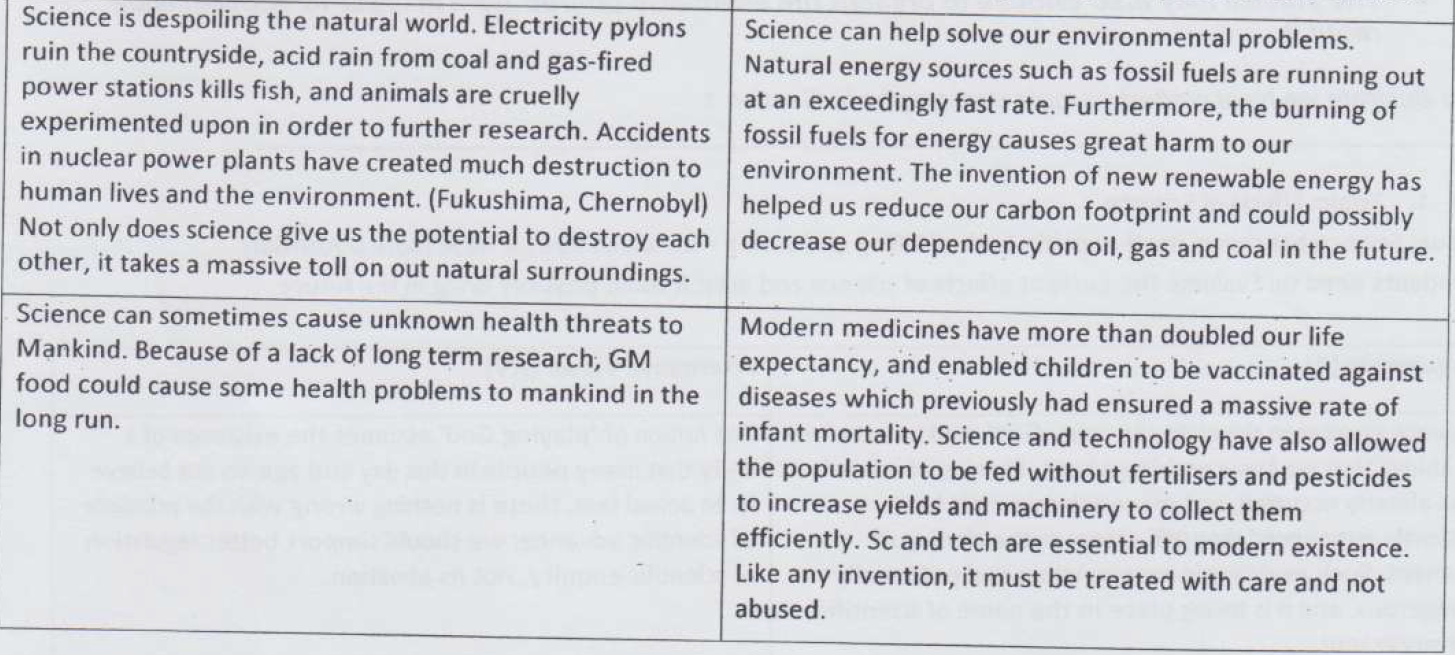 Science is despoiling the natural world. Electricity pylons
ruin the countryside, acid rain from coal and gas-fired
power stations kills fish, and animals are cruelly
experimented upon in order to further research. Accidents
in nuclear power plants have created much destruction to
human lives and the environment. (Fukushima, Chernobyl)
Not only does science give us the potential to destroy each
other, it takes a massive toll on out natural surroundings.
Science can help solve our environmental problems.
Natural energy sources such as fossil fuels are running out
at an exceedingly fast rate. Furthermore, the burning of
fossil fuels for energy causes great harm to our
environment. The invention of new renewable energy has
helped us reduce our carbon footprint and could possibly
decrease our dependency on oil, gas and coal in the future.
Science can sometimes cause unknown health threats to
Mankind. Because of a lack of long term research, GM
food could cause some health problems to mankind in the
long run.
Modern medicines have more than doubled our life
expectancy, and enabled children to be vaccinated against
diseases which previously had ensured a massive rate of
infant mortality. Science and technology have also allowed
the population to be fed without fertilisers and pesticides
to increase yields and machinery to collect them
efficiently. Sc and tech are essential to modern existence.
Like any invention, it must be treated with care and not
abused.